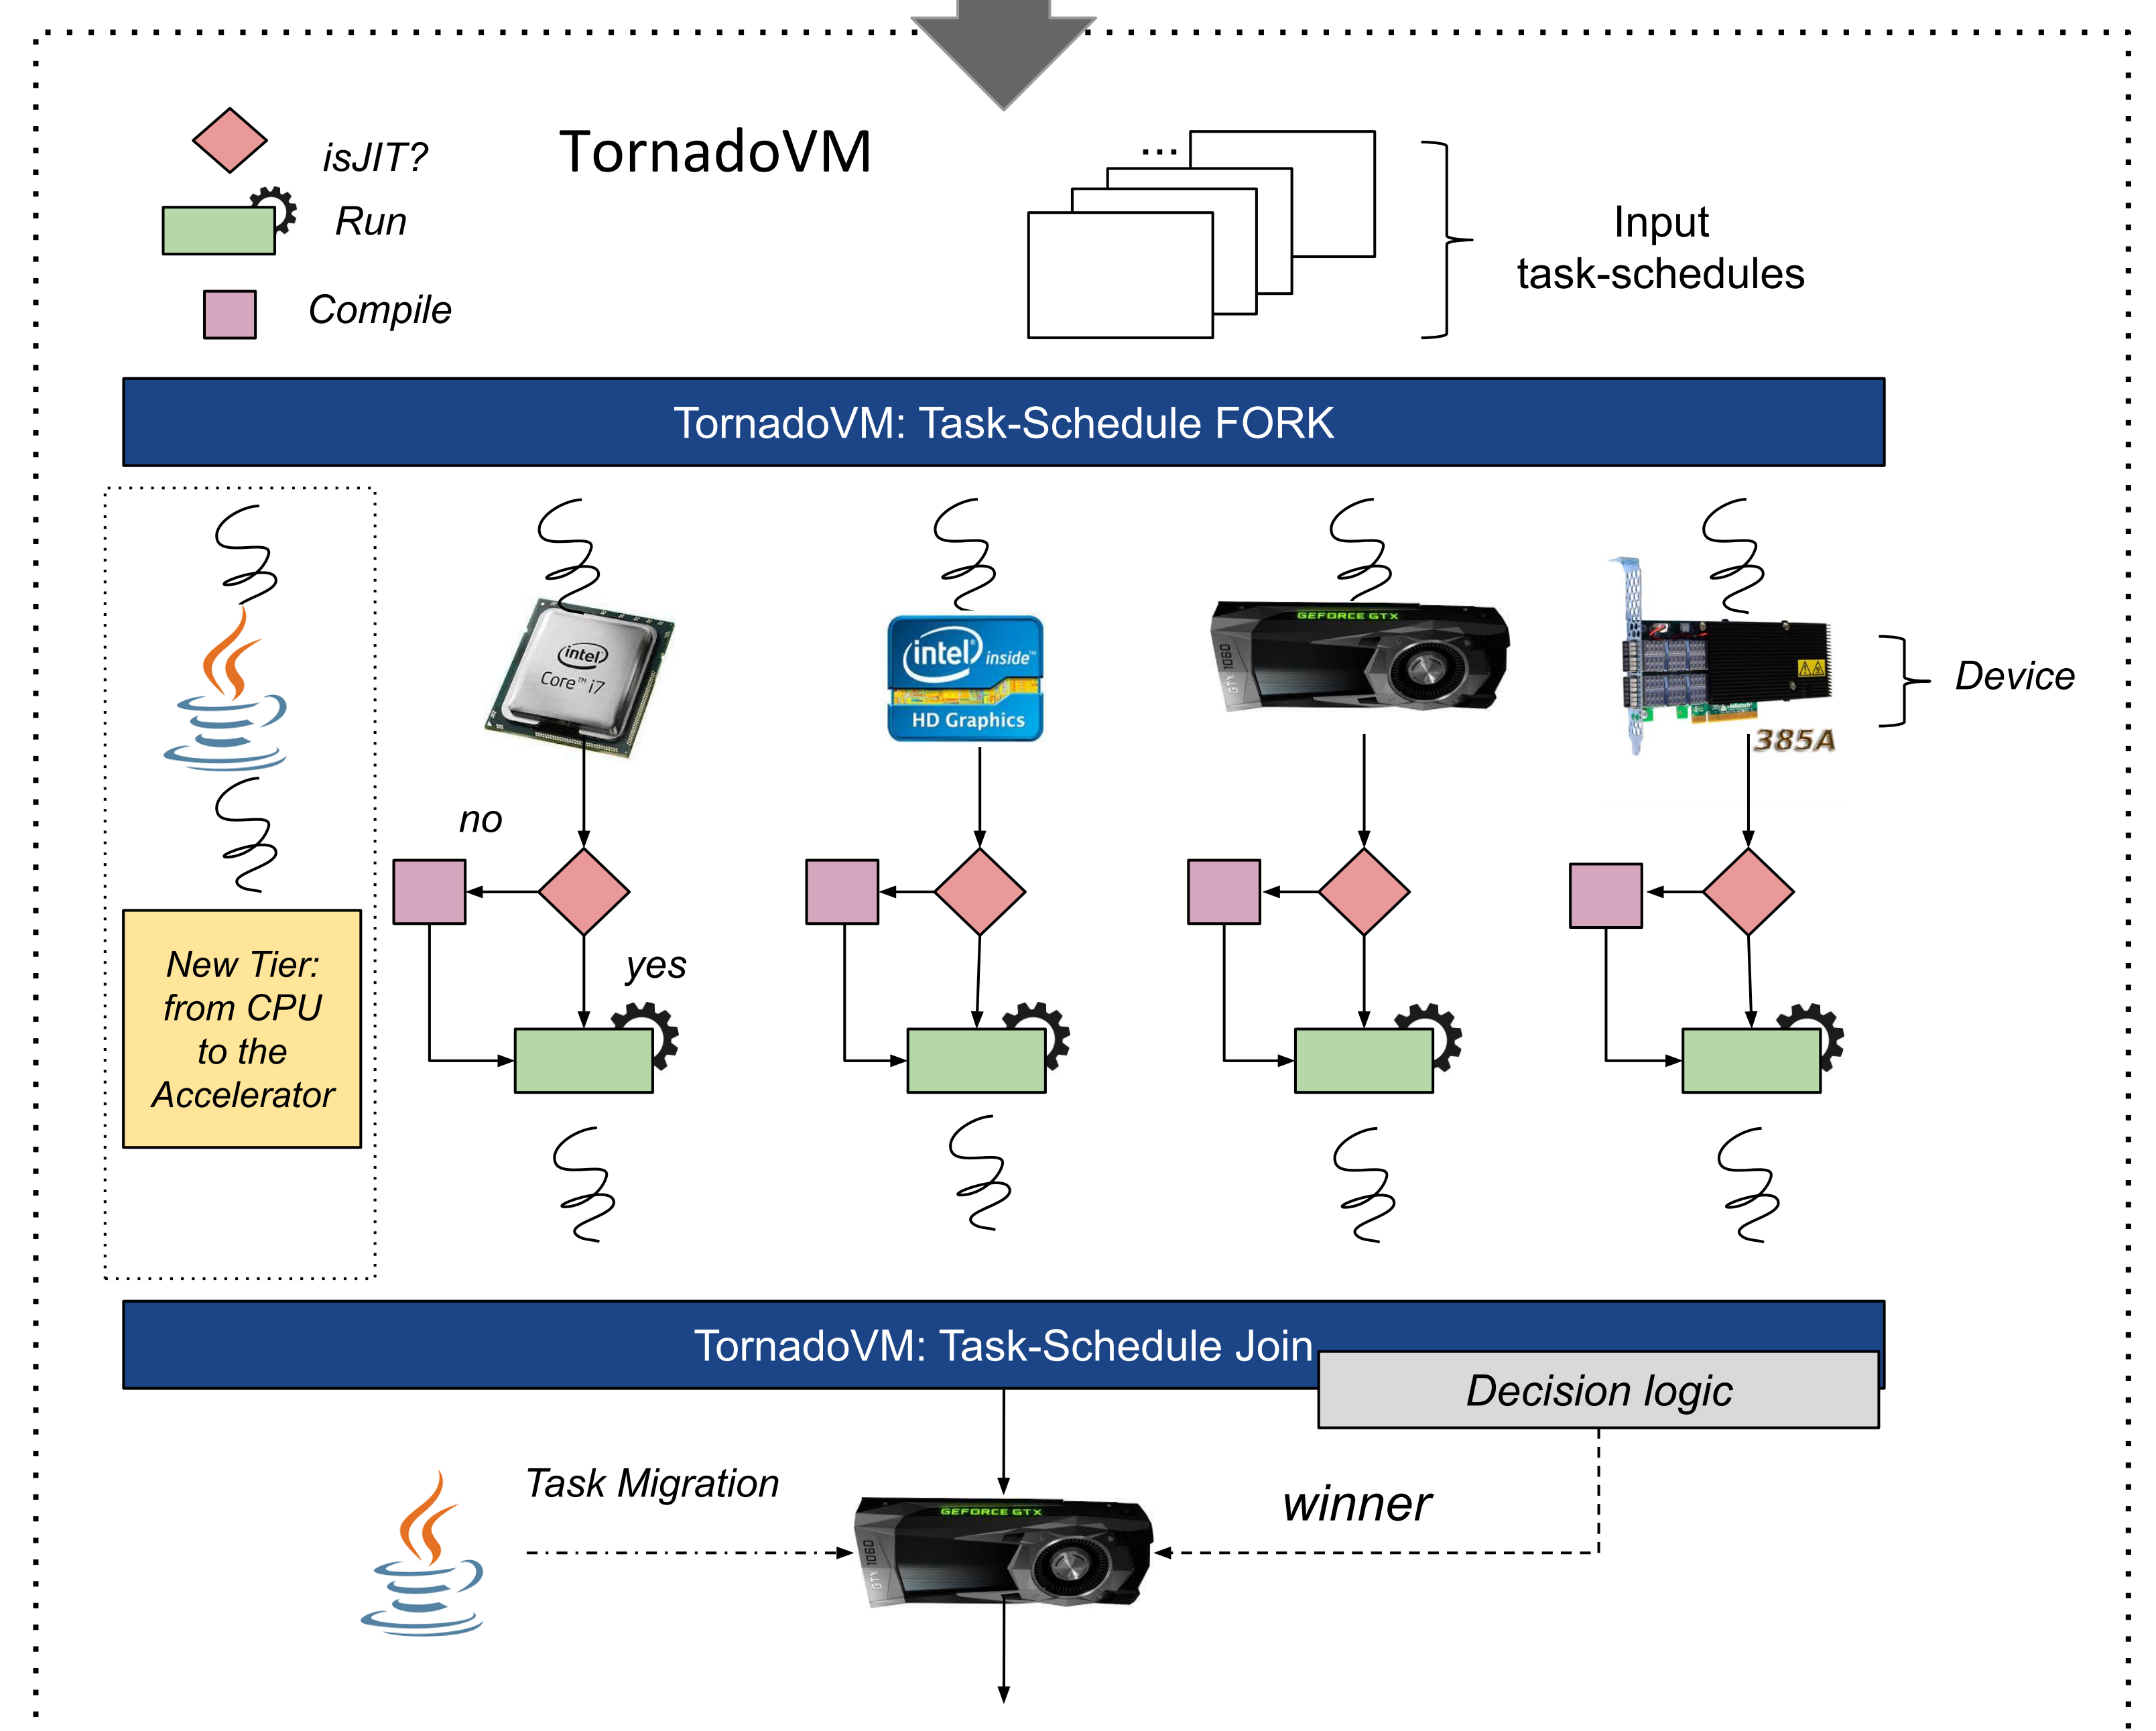 isJIT?
TornadoVM
...
Run
Input
task-schedules
Compile
TornadoVM: Task-Schedule FORK
intel
Core™ i7
intel inside™
HD Graphics
GEFORCE GTX
GTX 1060
385A
Device
no
yes
New Tier:
from CPU
to the
Accelerator
TornadoVM: Task-Schedule Join
Decision logic
Task Migration
winner
GEFORCE GTX
GTX 1060